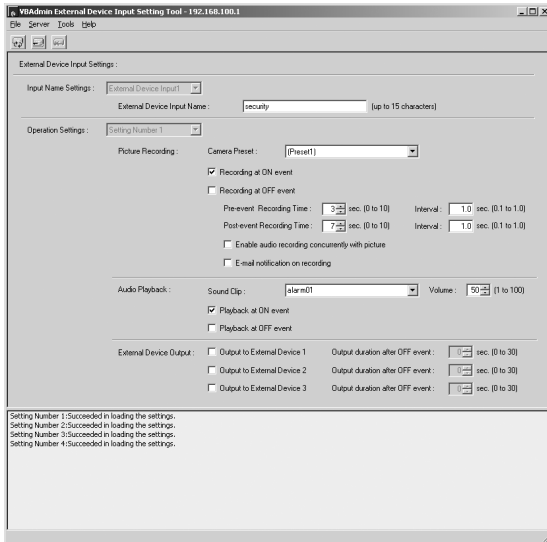 VBAdmin External Device Input Setting Tool - 192.168.100.1
File Server Tools Help
External Device Input Settings :
Input Name Settings : External Device Input1
External Device Input Name : security (up to 15 characters)
Operation Settings : Setting Number 1
Picture Recording : Camera Preset : (Preset1)
Recording at ON event
Recording at OFF event
Pre-event Recording Time : 3 sec. (0 to 10) Interval : 1.0 sec. (0.1 to 1.0)
Post-event Recording Time : 7 sec. (0 to 10) Interval : 1.0 sec. (0.1 to 1.0)
Enable audio recording concurrently with picture
E-mail notification on recording
Audio Playback : Sound Clip : alarm01 Volume : 50 (1 to 100)
Playback at ON event
Playback at OFF event
External Device Output : Output to External Device 1 Output duration after OFF event : 0 sec. (0 to 30)
Output to External Device 2 Output duration after OFF event : 0 sec. (0 to 30)
Output to External Device 3 Output duration after OFF event : 0 sec. (0 to 30)
Setting Number 1:Succeeded in loading the settings.
Setting Number 2:Succeeded in loading the settings.
Setting Number 3:Succeeded in loading the settings.
Setting Number 4:Succeeded in loading the settings.